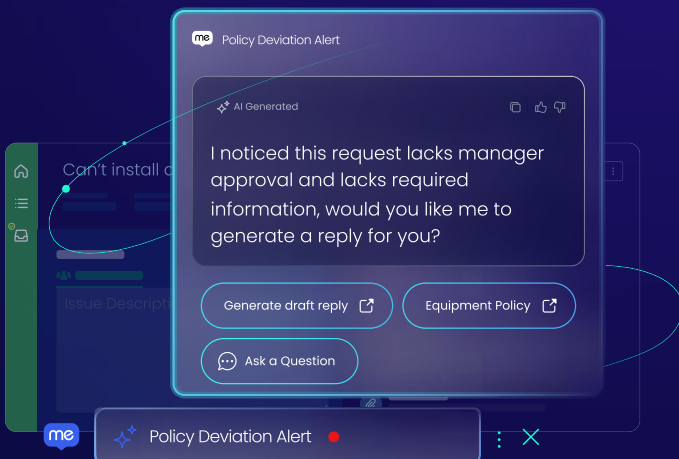 me Policy Deviation Alert
AI Generated
I noticed this request lacks manager
approval and lacks required
information, would you like me to
generate a reply for you?
Generate draft reply
Equipment Policy
Ask a Question
Can't install
Issue Descripti
me Policy Deviation Alert